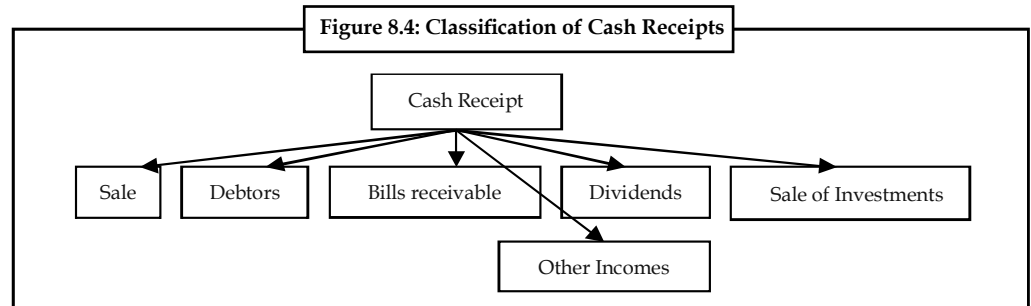 Figure 8.4: Classification of Cash Receipts
Cash Receipt
Sale
Debtors
Bills receivable
Dividends
Sale of Investments
Other Incomes